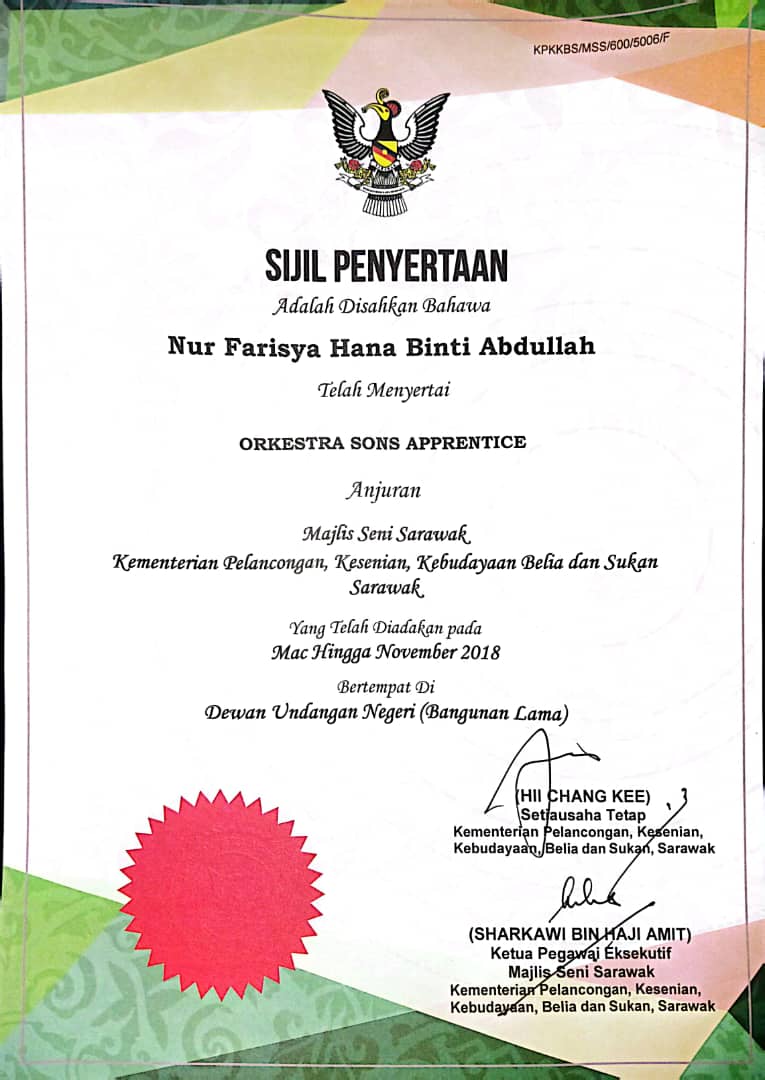 KPKKBS/MSS/600/5006/F
SIJIL PENYERTAAN
Adalah Disahkan Bahawa
Nur Farisya Hana Binti Abdullah
Telah Menyertai
ORKESTRA SONS APPRENTICE
Anjuran
Majlis Seni Sarawak
Kementerian Pelancongan, Kesenian, Kebudayaan Belia dan Sukan
Sarawak
Yang Telah Diadakan pada
Mac Hingga November 2018
Bertempat Di
Dewan Undangan Negeri (Bangunan Lama)
(HII CHANG KEE)
Setiausaha Tetap
Kementerian Pelancongan, Kesenian,
Kebudayaan, Belia dan Sukan, Sarawak
(SHARKAWI BIN HAJI AMIT)
Ketua Pegawai Eksekutif
Majlis Seni Sarawak
Kementerian Pelancongan, Kesenian,
Kebudayaan, Belia dan Sukan, Sarawak